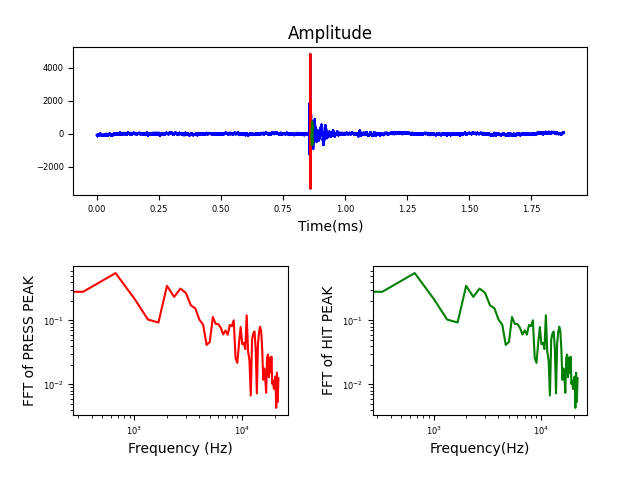 Amplitude
4000
2000
0
−2000
0.00 0.25 0.50 0.75 1.00 1.25 1.50 1.75
Time(ms)
FFT of PRESS PEAK
10⁻¹
10⁻²
10³ 10⁴
Frequency (Hz)
FFT of HIT PEAK
10⁻¹
10⁻²
10³ 10⁴
Frequency(Hz)